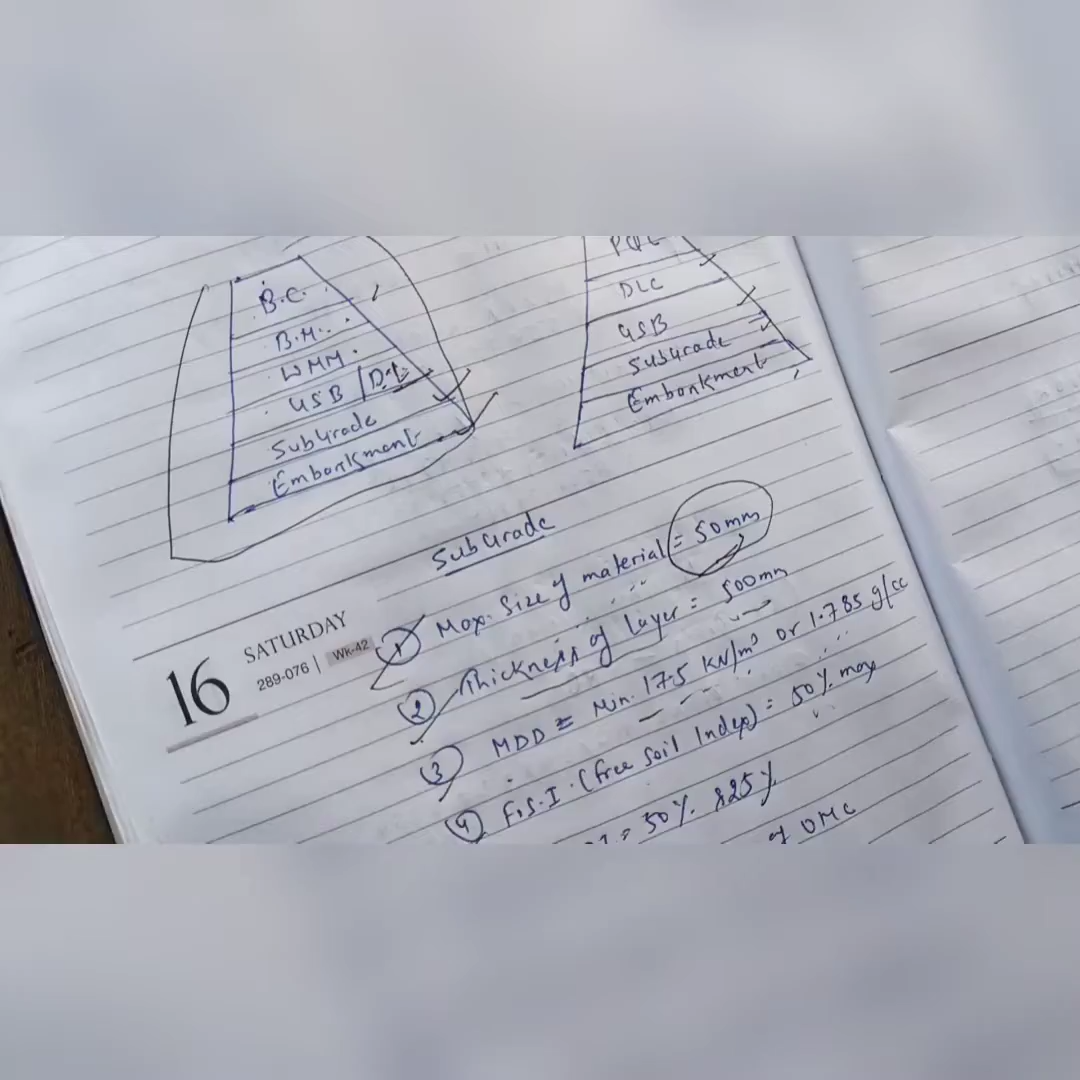 B.C.
B.M.
WMM
GSB /
Subgrade
Embankment
DLC
GSB
Subgrade
Embankment
SubGrade
16
SATURDAY
289-076 | WK-42
1 Max. Size of material = 50mm
2 Thickness of layer = 500mm
3 MDD = Min. 17.5 KN/m³ or 1.785 g/cc
4 F.S.I. (free Soil Index) = 50%. max
= 50%. &25%
of OMC